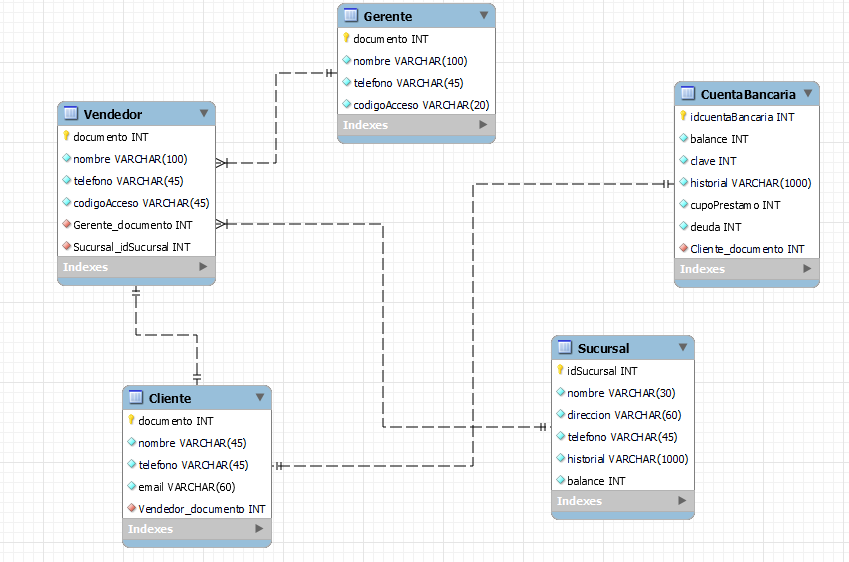 Gerente
documento INT
nombre VARCHAR(100)
telefono VARCHAR(45)
codigoAcceso VARCHAR(20)
Indexes
Vendedor
documento INT
nombre VARCHAR(100)
telefono VARCHAR(45)
codigoAcceso VARCHAR(45)
Gerente_documento INT
Sucursal_idSucursal INT
Indexes
CuentaBancaria
idcuentaBancaria INT
balance INT
clave INT
historial VARCHAR(1000)
cupoPrestamo INT
deuda INT
Cliente_documento INT
Indexes
Sucursal
idSucursal INT
nombre VARCHAR(30)
direccion VARCHAR(60)
telefono VARCHAR(45)
historial VARCHAR(1000)
balance INT
Indexes
Cliente
documento INT
nombre VARCHAR(45)
telefono VARCHAR(45)
email VARCHAR(60)
Vendedor_documento INT
Indexes